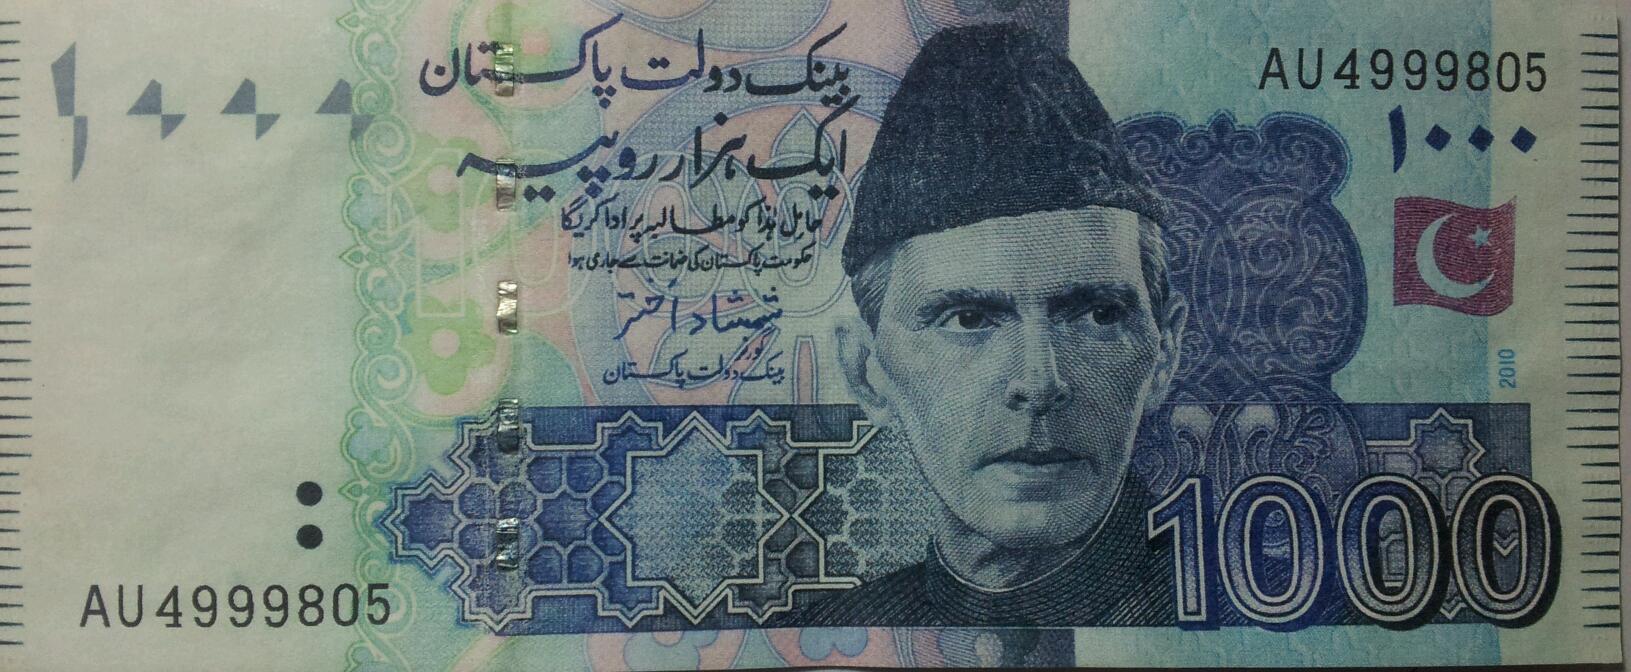 ۱۰۰۰
بینک دولت پاکستان
ایک ہزار روپیہ
حامل ہٰذا کو مطالبہ پر ادا کریگا
حکومت پاکستان کی ضمانت سے جاری ہوا
شمشاد اختر
گورنر
بینک دولت پاکستان
AU4999805
۱۰۰۰
2010
1000
AU4999805